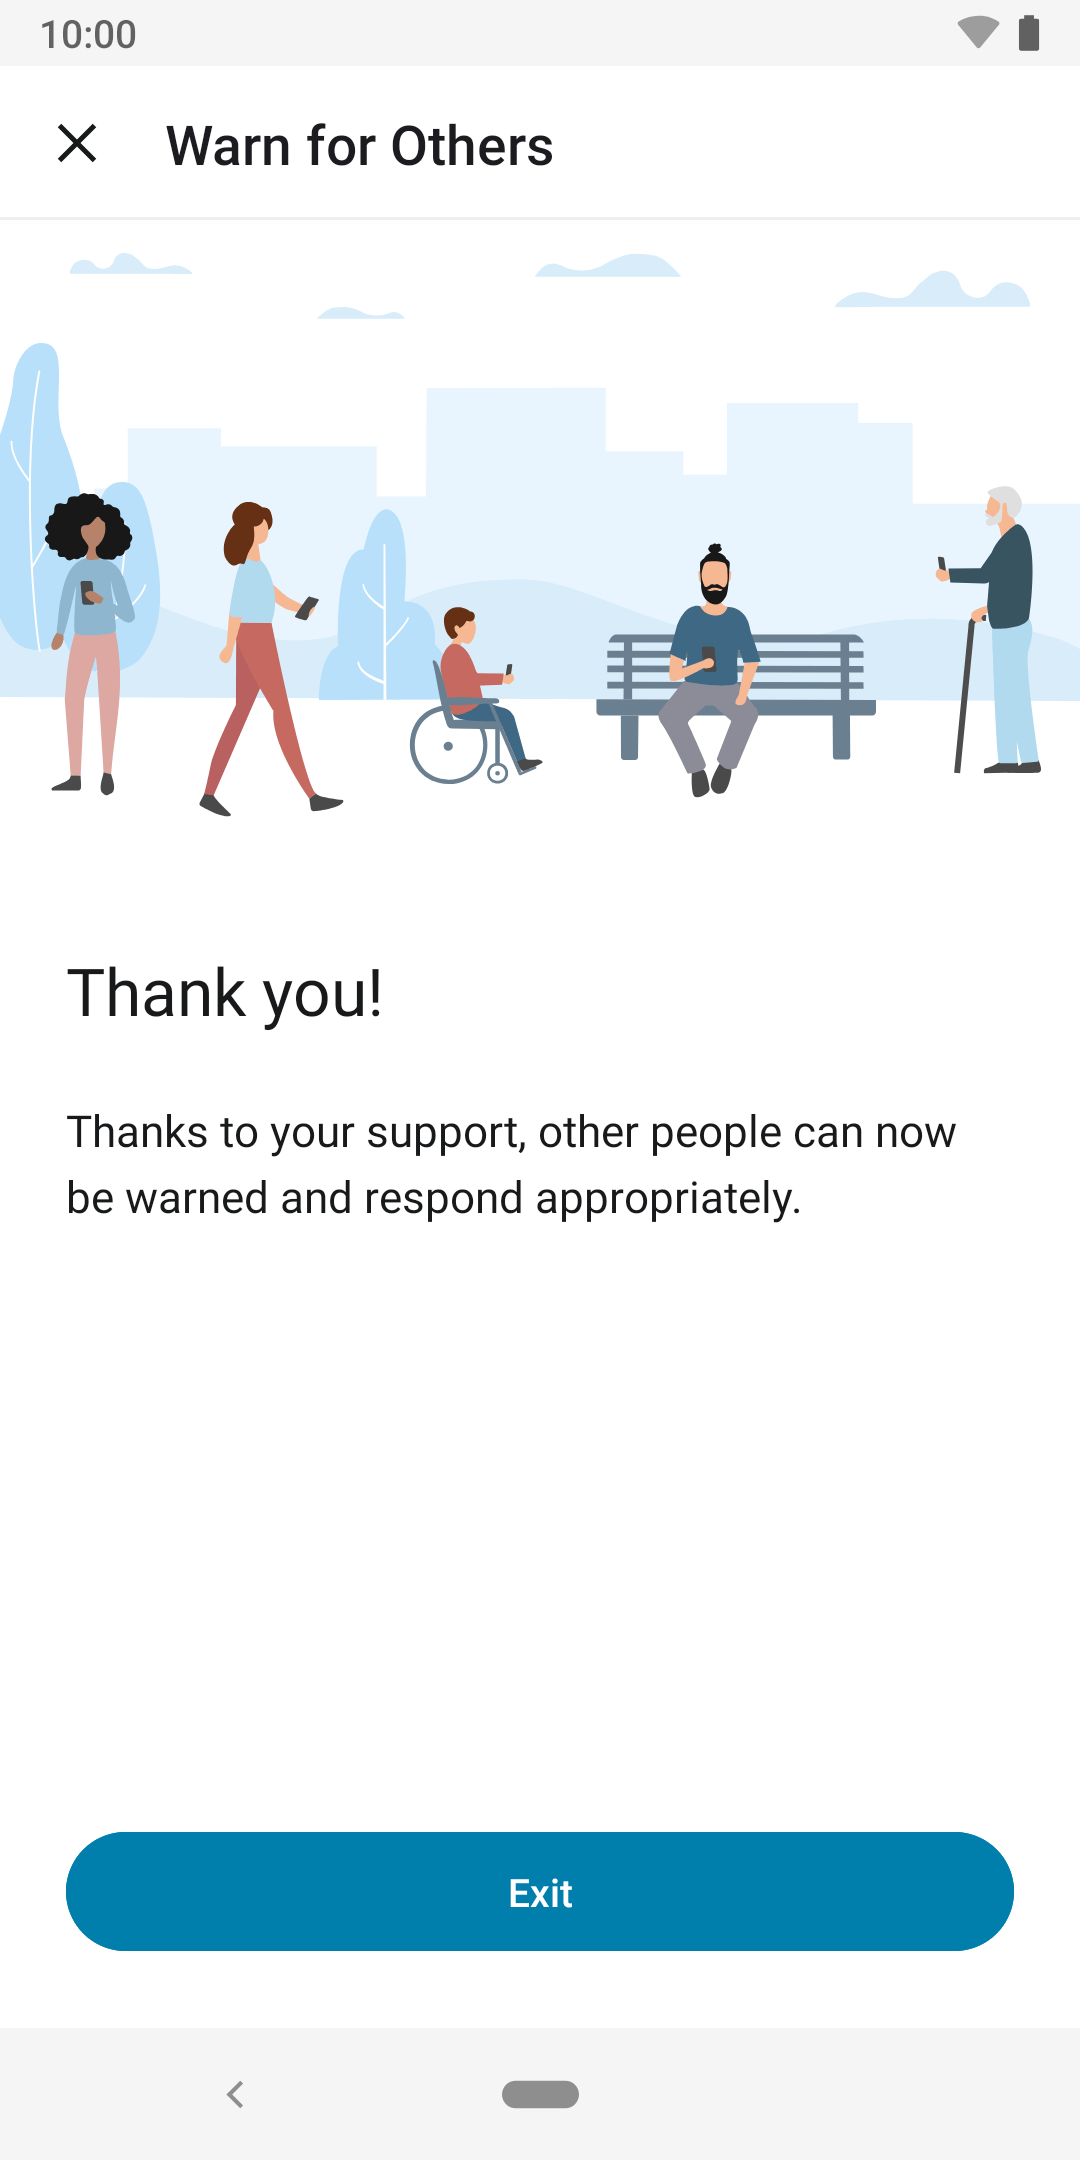 10:00
Warn for Others
Thank you!
Thanks to your support, other people can now
be warned and respond appropriately.
Exit